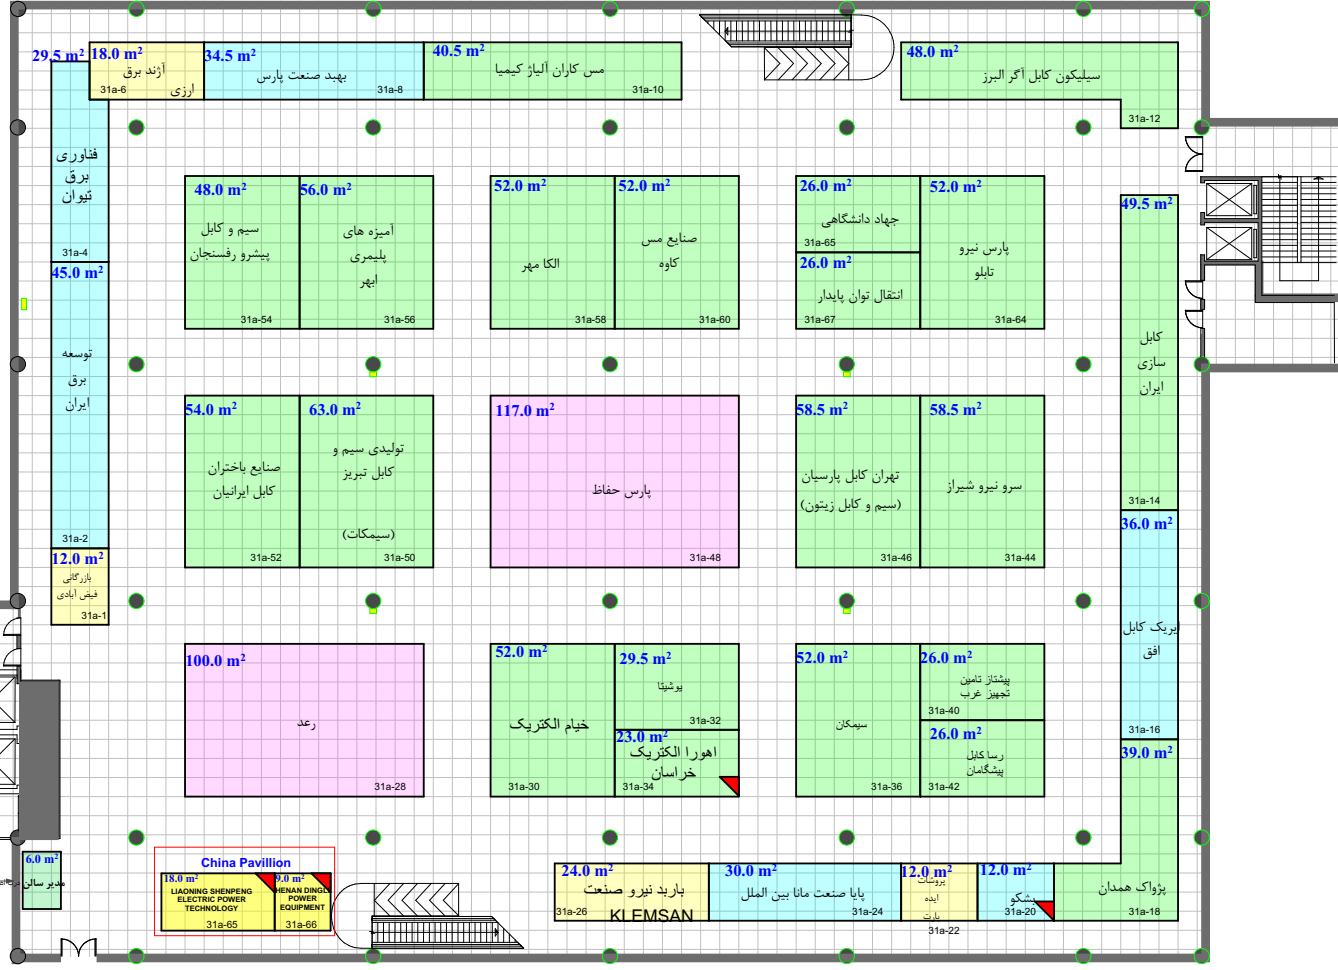 29.5 m²
18.0 m²
آژند برق
ارزی
31a-6
34.5 m²
بهبد صنعت پارس
31a-8
40.5 m²
مس کاران آلیاژ کیمیا
31a-10
48.0 m²
سیلیکون کابل آگر البرز
31a-12
فناوری
برق
تیوان
31a-4
48.0 m²
سیم و کابل
پیشرو رفسنجان
31a-54
56.0 m²
آمیزه های
پلیمری
ابهر
31a-56
52.0 m²
الکا مهر
31a-58
52.0 m²
صنایع مس
کاوه
31a-60
26.0 m²
جهاد دانشگاهی
31a-65
26.0 m²
انتقال توان پایدار
31a-67
52.0 m²
پارس نیرو
تابلو
31a-64
49.5 m²
کابل
سازی
ایران
31a-14
45.0 m²
توسعه
برق
ایران
31a-2
54.0 m²
صنایع باختران
کابل ایرانیان
31a-52
63.0 m²
تولیدی سیم و
کابل تبریز
(سیمکات)
31a-50
117.0 m²
پارس حفاظ
31a-48
58.5 m²
تهران کابل پارسیان
(سیم و کابل زیتون)
31a-46
58.5 m²
سرو نیرو شیراز
31a-44
36.0 m²
ایریک کابل
افق
31a-16
12.0 m²
بازرگانی
فیض آبادی
31a-1
100.0 m²
رعد
31a-28
52.0 m²
خیام الکتریک
31a-30
29.5 m²
یوشیتا
31a-32
23.0 m²
اهورا الکتریک
خراسان
31a-34
52.0 m²
سیمکان
31a-36
26.0 m²
پیشتاز تامین
تجهیز غرب
31a-40
26.0 m²
رسا کابل
پیشگامان
31a-42
39.0 m²
پژواک همدان
31a-18
6.0 m²
مدیر سالن
China Pavillion
18.0 m²
LIAONING SHENPENG
ELECTRIC POWER
TECHNOLOGY
31a-65
9.0 m²
HENAN DINGLI
POWER
EQUIPMENT
31a-66
24.0 m²
باربد نیرو صنعت
KLEMSAN
31a-26
30.0 m²
پایا صنعت مانا بین الملل
31a-24
12.0 m²
ایده
پارت
31a-22
12.0 m²
پشکو
31a-20